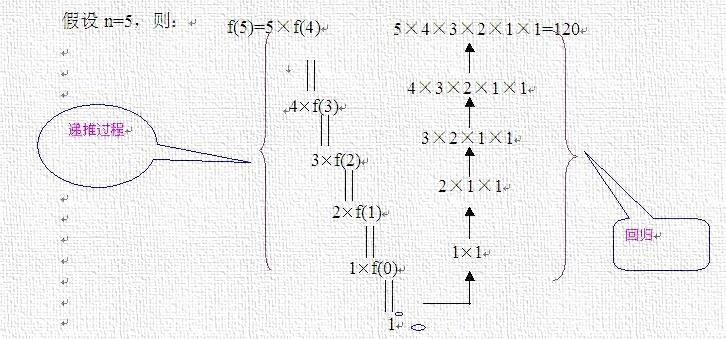 假设 n=5，则：
f(5)=5×f(4)
5×4×3×2×1×1=120
4×f(3)
4×3×2×1×1
递推过程
3×2×1×1
3×f(2)
2×1×1
2×f(1)
回归
1×1
1×f(0)
1